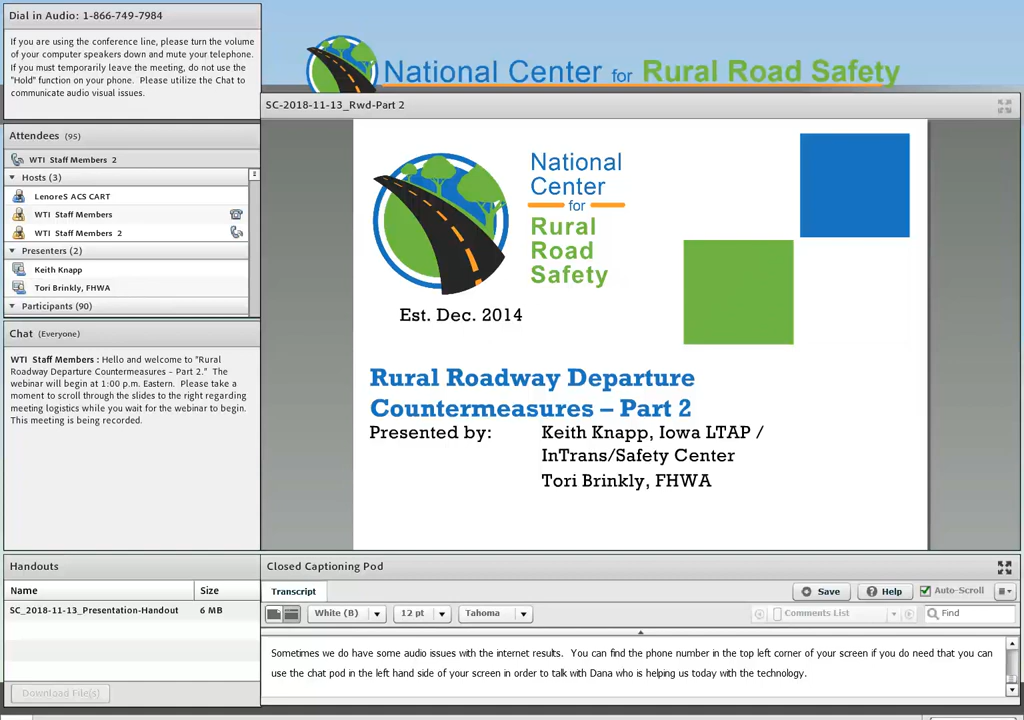 Dial in Audio: 1-866-749-7984
If you are using the conference line, please turn the volume
of your computer speakers down and mute your telephone.
If you must temporarily leave the meeting, do not use the
"Hold" function on your phone.  Please utilize the Chat to
communicate audio visual issues.
National Center for Rural Road Safety
SC-2018-11-13_Rwd-Part 2
Attendees (95)
WTI Staff Members 2
Hosts (3)
LenoreS ACS CART
WTI Staff Members
WTI Staff Members 2
Presenters (2)
Keith Knapp
Tori Brinkly, FHWA
Participants (90)
Chat (Everyone)
WTI Staff Members : Hello and welcome to "Rural
Roadway Departure Countermeasures – Part 2."  The
webinar will begin at 1:00 p.m. Eastern.  Please take a
moment to scroll through the slides to the right regarding
meeting logistics while you wait for the webinar to begin.
This meeting is being recorded.
National
Center
for
Rural
Road
Safety
Est. Dec. 2014
Rural Roadway Departure
Countermeasures – Part 2
Presented by: Keith Knapp, Iowa LTAP /
InTrans/Safety Center
Tori Brinkly, FHWA
Handouts
Name Size
SC_2018-11-13_Presentation-Handout 6 MB
Download File(s)
Closed Captioning Pod
Transcript Save Help Auto-Scroll
White (B) 12 pt Tahoma Comments List Find
Sometimes we do have some audio issues with the internet results.  You can find the phone number in the top left corner of your screen if you do need that you can
use the chat pod in the left hand side of your screen in order to talk with Dana who is helping us today with the technology.